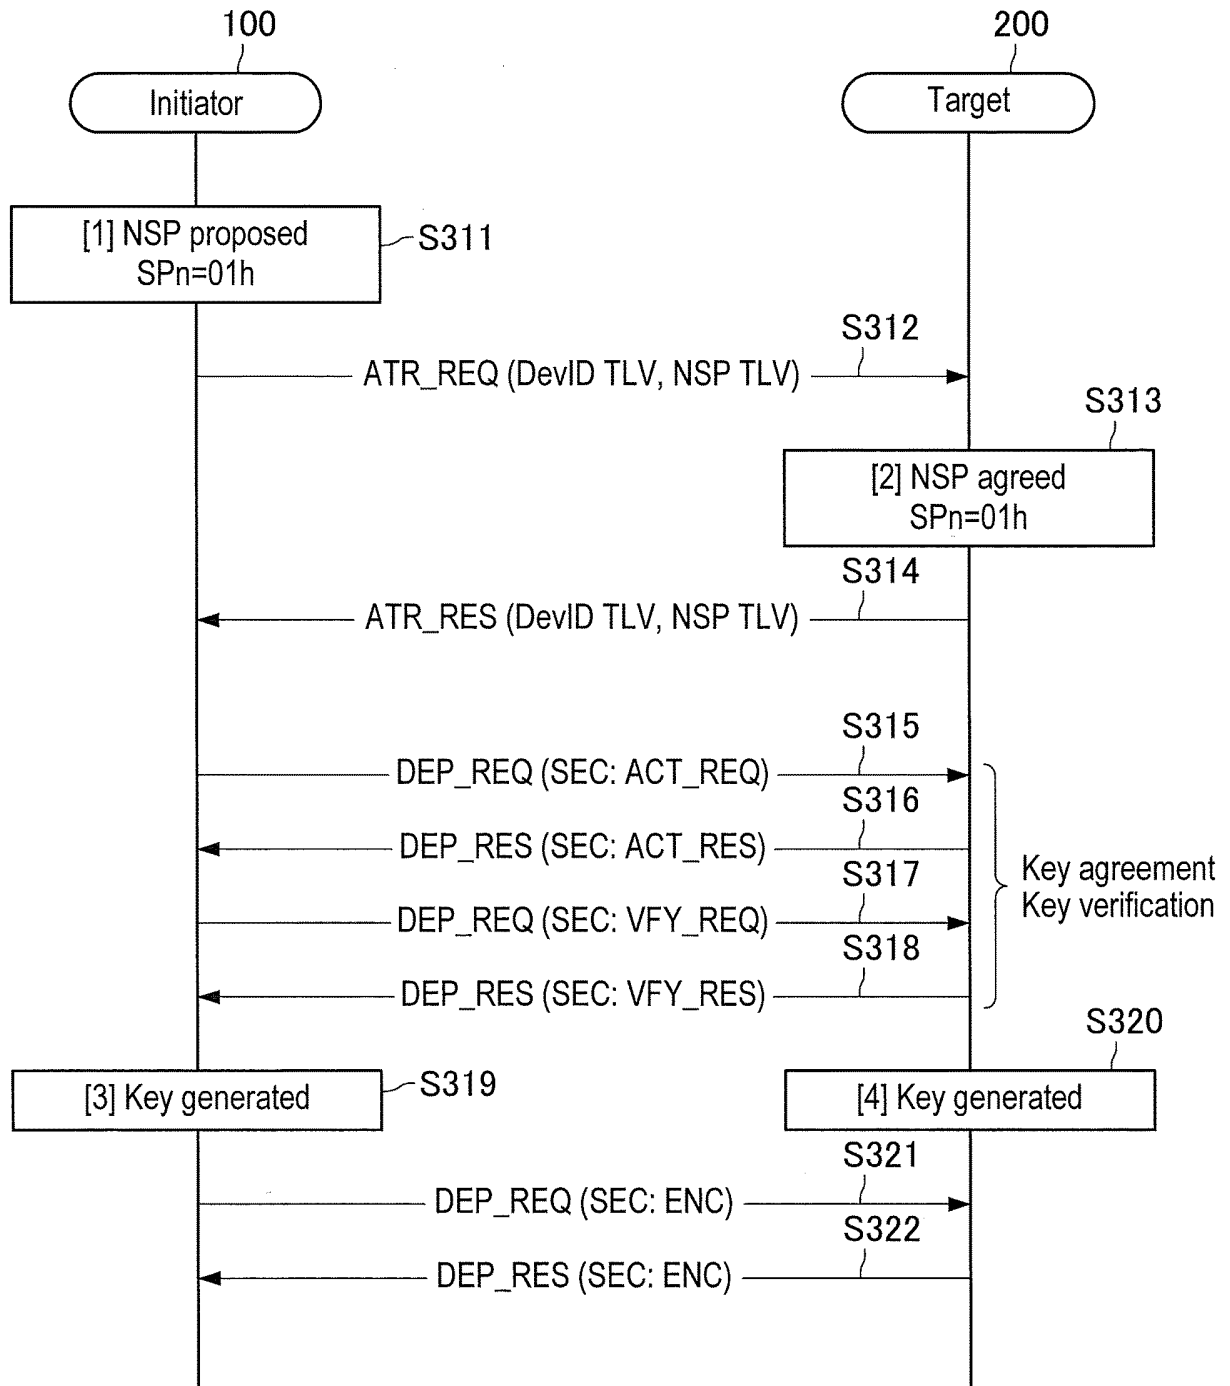 100
200
Initiator
Target
[1] NSP proposed
SPn=01h
S311
S312
ATR_REQ (DevID TLV, NSP TLV)
S313
[2] NSP agreed
SPn=01h
S314
ATR_RES (DevID TLV, NSP TLV)
S315
DEP_REQ (SEC: ACT_REQ)
S316
DEP_RES (SEC: ACT_RES)
S317
DEP_REQ (SEC: VFY_REQ)
S318
DEP_RES (SEC: VFY_RES)
Key agreement
Key verification
S320
[3] Key generated
S319
[4] Key generated
S321
DEP_REQ (SEC: ENC)
S322
DEP_RES (SEC: ENC)